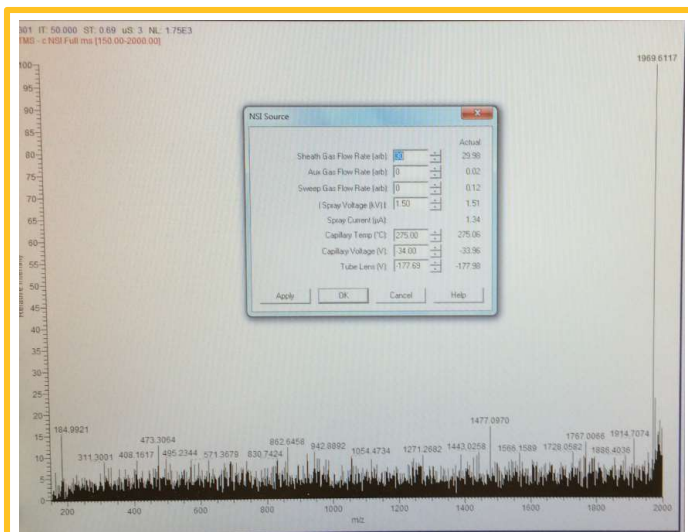 001 IT: 50.000 ST: 0.69 uS: 3 NL: 1.75E3
TMS - c NSI Full ms [150.00-2000.00]
1969.6117
100
95
90
85
80
75
70
65
60
55
50
45
40
35
30
25
20
15
10
5
0
NSI Source
Actual
Sheath Gas Flow Rate (arb): 30 29.98
Aux Gas Flow Rate (arb): 0 0.02
Sweep Gas Flow Rate (arb): 0 0.12
| Spray Voltage (kV) |: 1.50 1.51
Spray Current (µA): 1.34
Capillary Temp (°C): 275.00 275.06
Capillary Voltage (V): -34.00 -33.96
Tube Lens (V): -177.69 -177.98
Apply OK Cancel Help
184.9921
311.3001
408.1617
473.3064
495.2344
571.3679
830.7424
862.6456
942.8892
1054.4734
1271.2682
1443.0258
1477.0970
1566.1589
1728.0582
1767.0066
1886.4036
1914.7074
200 400 600 800 1000 1200 1400 1600 1800 2000
m/z